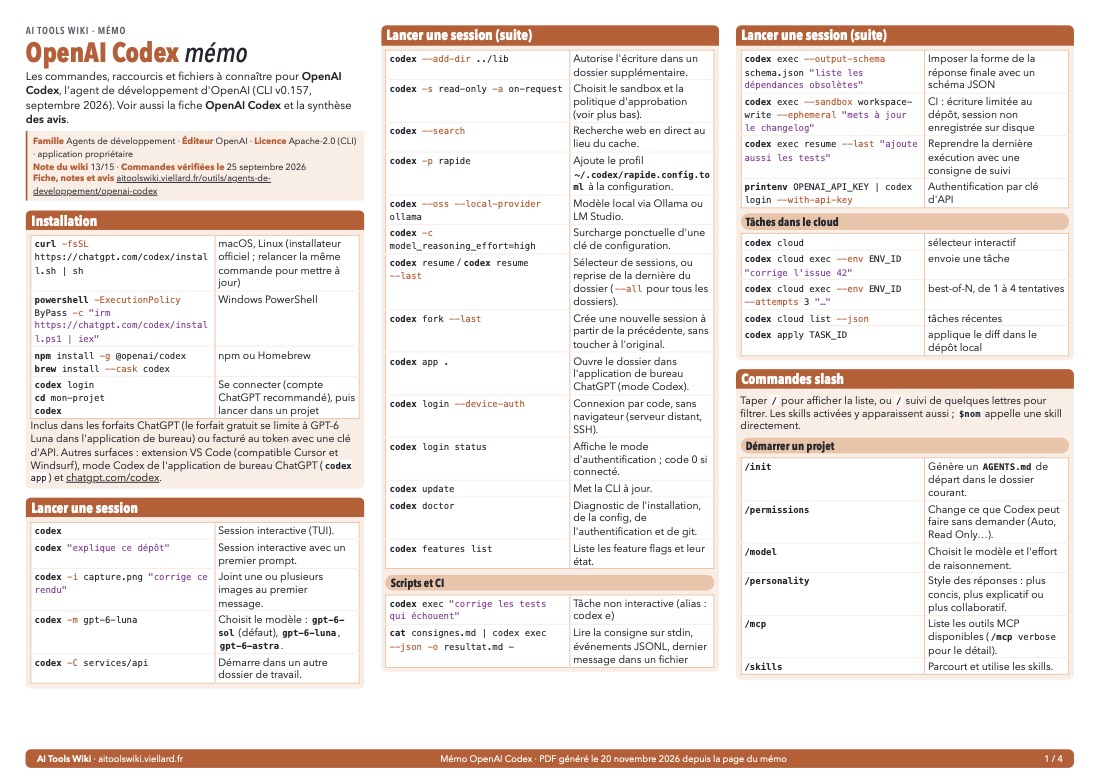 AI TOOLS WIKI · MÉMO
OpenAI Codex mémo
Les commandes, raccourcis et fichiers à connaître pour OpenAI
Codex, l'agent de développement d'OpenAI (CLI v0.157,
septembre 2026). Voir aussi la fiche OpenAI Codex et la synthèse
des avis.
Famille Agents de développement · Éditeur OpenAI · Licence Apache-2.0 (CLI)
· application propriétaire
Note du wiki 13/15 · Commandes vérifiées le 25 septembre 2026
Fiche, notes et avis aitoolswiki.viellard.fr/outils/agents-de-
developpement/openai-codex
Installation
curl -fsSL
https://chatgpt.com/codex/instal
l.sh | sh
macOS, Linux (installateur
officiel ; relancer la même
commande pour mettre à
jour)
powershell -ExecutionPolicy
ByPass -c "irm
https://chatgpt.com/codex/instal
l.ps1 | iex"
Windows PowerShell
npm install -g @openai/codex
brew install --cask codex
npm ou Homebrew
codex login
cd mon-projet
codex
Se connecter (compte
ChatGPT recommandé), puis
lancer dans un projet
Inclus dans les forfaits ChatGPT (le forfait gratuit se limite à GPT-6
Luna dans l'application de bureau) ou facturé au token avec une clé
d'API. Autres surfaces : extension VS Code (compatible Cursor et
Windsurf), mode Codex de l'application de bureau ChatGPT ( codex
app ) et chatgpt.com/codex.
Lancer une session
codex
Session interactive (TUI).
codex "explique ce dépôt"
Session interactive avec un
premier prompt.
codex -i capture.png "corrige ce
rendu"
Joint une ou plusieurs
images au premier
message.
codex -m gpt-6-luna
Choisit le modèle : gpt-6-
sol (défaut), gpt-6-luna ,
gpt-6-astra .
codex -C services/api
Démarre dans un autre
dossier de travail.
Lancer une session (suite)
codex --add-dir ../lib
Autorise l'écriture dans un
dossier supplémentaire.
codex -s read-only -a on-request
Choisit le sandbox et la
politique d'approbation
(voir plus bas).
codex --search
Recherche web en direct au
lieu du cache.
codex -p rapide
Ajoute le profil
~/.codex/rapide.config.to
ml à la configuration.
codex --oss --local-provider
ollama
Modèle local via Ollama ou
LM Studio.
codex -c
model_reasoning_effort=high
Surcharge ponctuelle d'une
clé de configuration.
codex resume / codex resume
--last
Sélecteur de sessions, ou
reprise de la dernière du
dossier ( --all pour tous les
dossiers).
codex fork --last
Crée une nouvelle session à
partir de la précédente, sans
toucher à l'original.
codex app .
Ouvre le dossier dans
l'application de bureau
ChatGPT (mode Codex).
codex login --device-auth
Connexion par code, sans
navigateur (serveur distant,
SSH).
codex login status
Affiche le mode
d'authentification ; code 0 si
connecté.
codex update
Met la CLI à jour.
codex doctor
Diagnostic de l'installation,
de la config, de
l'authentification et de git.
codex features list
Liste les feature flags et leur
état.
Scripts et CI
codex exec "corrige les tests
qui échouent"
Tâche non interactive (alias :
codex e)
cat consignes.md | codex exec
--json -o resultat.md -
Lire la consigne sur stdin,
événements JSONL, dernier
message dans un fichier
Lancer une session (suite)
codex exec --output-schema
schema.json "liste les
dépendances obsolètes"
Imposer la forme de la
réponse finale avec un
schéma JSON
codex exec --sandbox workspace-
write --ephemeral "mets à jour
le changelog"
CI : écriture limitée au
dépôt, session non
enregistrée sur disque
codex exec resume --last "ajoute
aussi les tests"
Reprendre la dernière
exécution avec une
consigne de suivi
printenv OPENAI_API_KEY | codex
login --with-api-key
Authentification par clé
d'API
Tâches dans le cloud
codex cloud
sélecteur interactif
codex cloud exec --env ENV_ID
"corrige l'issue 42"
envoie une tâche
codex cloud exec --env ENV_ID
--attempts 3 "…"
best-of-N, de 1 à 4 tentatives
codex cloud list --json
tâches récentes
codex apply TASK_ID
applique le diff dans le
dépôt local
Commandes slash
Taper / pour afficher la liste, ou / suivi de quelques lettres pour
filtrer. Les skills activées y apparaissent aussi ; $nom appelle une skill
directement.
Démarrer un projet
/init
Génère un AGENTS.md de
départ dans le dossier
courant.
/permissions
Change ce que Codex peut
faire sans demander (Auto,
Read Only…).
/model
Choisit le modèle et l'effort
de raisonnement.
/personality
Style des réponses : plus
concis, plus explicatif ou
plus collaboratif.
/mcp
Liste les outils MCP
disponibles ( /mcp verbose
pour le détail).
/skills
Parcourt et utilise les skills.
AI Tools Wiki · aitoolswiki.viellard.fr
Mémo OpenAI Codex · PDF généré le 20 novembre 2026 depuis la page du mémo
1 / 4